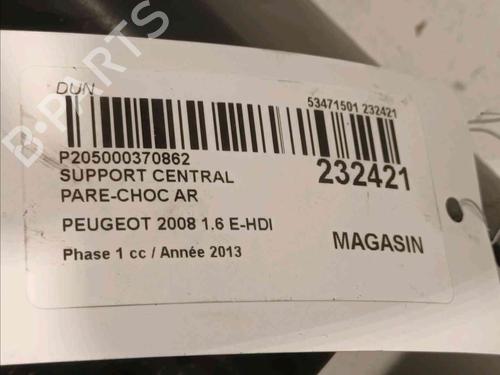 DUN
53471501 232421
P205000370862
232421
SUPPORT CENTRAL
PARE-CHOC AR
PEUGEOT 2008 1.6 E-HDI
MAGASIN
Phase 1 cc / Année 2013
B-PARTS